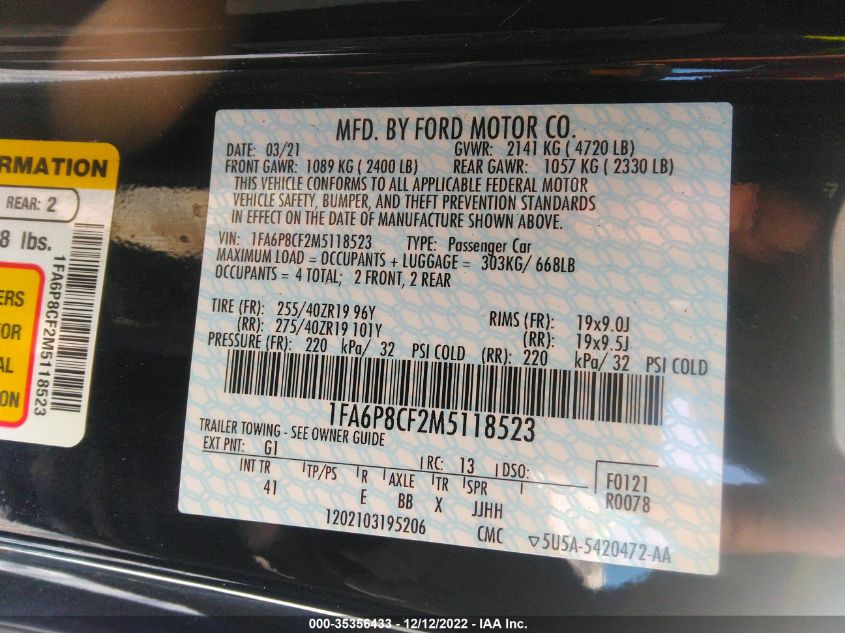 MFD. BY FORD MOTOR CO.
DATE: 03/21 GVWR: 2141 KG ( 4720 LB)
FRONT GAWR: 1089 KG ( 2400 LB) REAR GAWR: 1057 KG ( 2330 LB)
THIS VEHICLE CONFORMS TO ALL APPLICABLE FEDERAL MOTOR
VEHICLE SAFETY, BUMPER, AND THEFT PREVENTION STANDARDS
IN EFFECT ON THE DATE OF MANUFACTURE SHOWN ABOVE.
VIN: 1FA6P8CF2M5118523 TYPE: Passenger Car
MAXIMUM LOAD = OCCUPANTS + LUGGAGE = 303KG/ 668LB
OCCUPANTS = 4 TOTAL; 2 FRONT, 2 REAR
TIRE (FR): 255/40ZR19 96Y RIMS (FR): 19x9.0J
(RR): 275/40ZR19 101Y (RR): 19x9.5J
PRESSURE (FR): 220 kPa/ 32 PSI COLD (RR): 220 kPa/ 32 PSI COLD
1FA6P8CF2M5118523
TRAILER TOWING - SEE OWNER GUIDE
EXT PNT: G1 RC: 13 DSO:
INT TR TP/PS R AXLE TR SPR
41 E BB X JJHH
F0121
R0078
1202103195206 CMC ▽5U5A-5420472-AA
RMATION
REAR: 2
8 lbs.
ERS
TOR
AL
ON
1FA6P8CF2M5118523
000-35356433 - 12/12/2022 - IAA Inc.